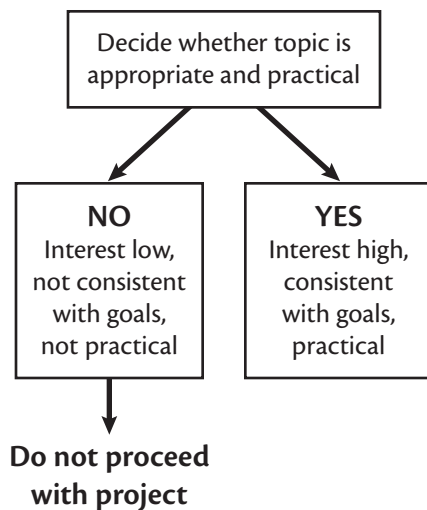 Decide whether topic is
appropriate and practical
NO
Interest low,
not consistent
with goals,
not practical
YES
Interest high,
consistent
with goals,
practical
Do not proceed
with project